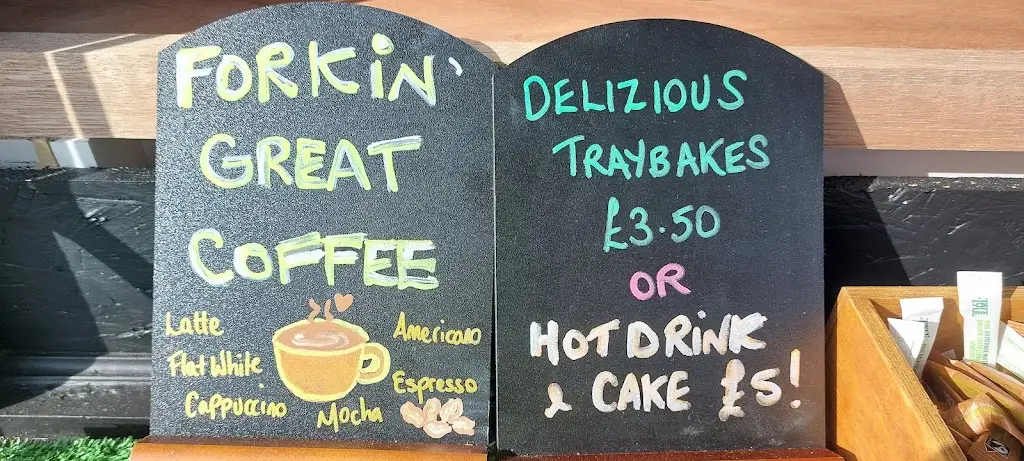 FORKIN'
GREAT
COFFEE
Latte
Flat White
Cappuccino
Mocha
Americano
Espresso
DELIZIOUS
TRAYBAKES
£3.50
OR
HOT DRINK
& CAKE £5!